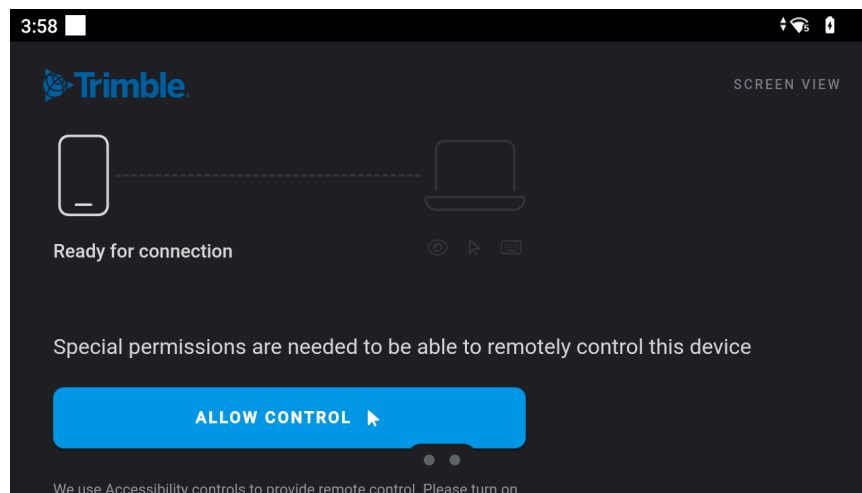 3:58
5
Trimble.
SCREEN VIEW
Ready for connection
Special permissions are needed to be able to remotely control this device
ALLOW CONTROL
We use Accessibility controls to provide remote control. Please turn on